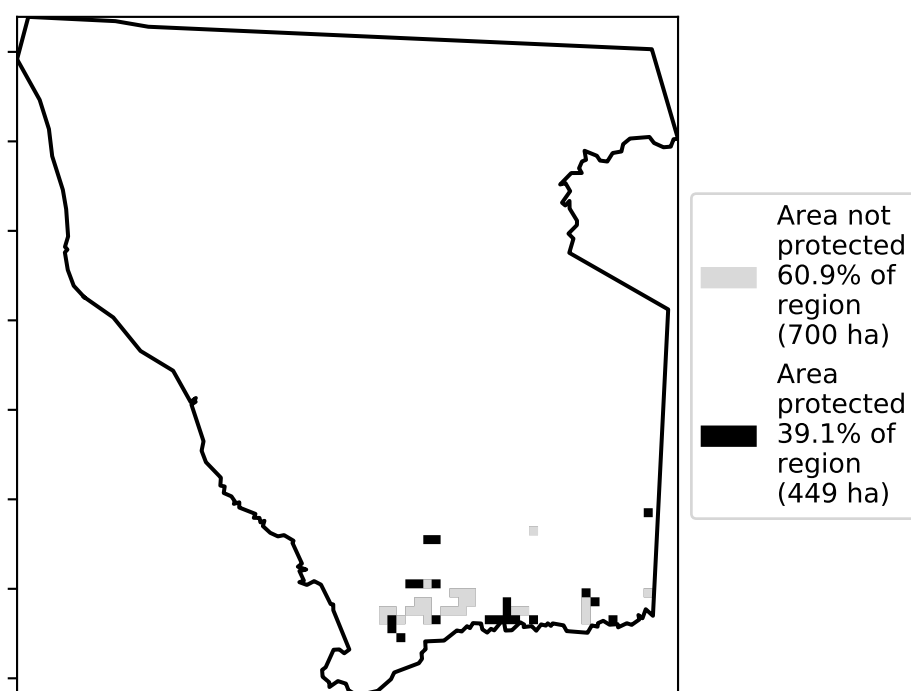 Area not
protected
60.9% of
region
(700 ha)
Area
protected
39.1% of
region
(449 ha)